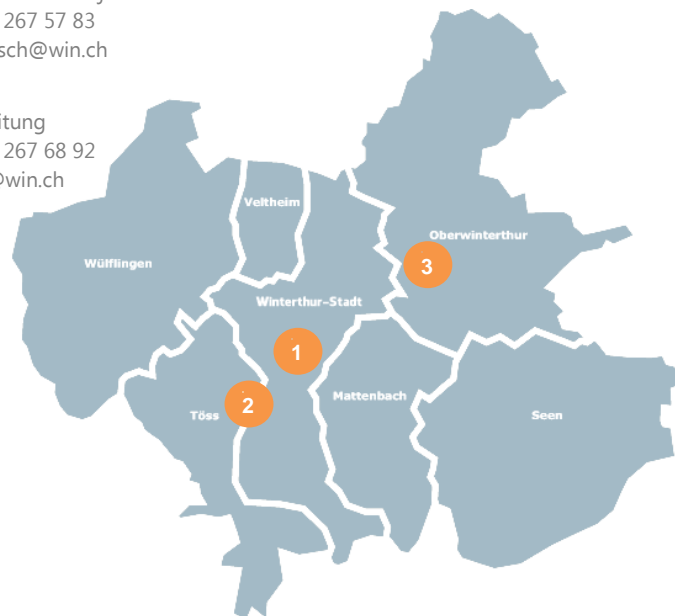 267 57 83
sch@win.ch
itung
267 68 92
@win.ch
Veltheim
Oberwinterthur
Wülflingen
3
Winterthur-Stadt
1
Mattenbach
2
Töss
Seen